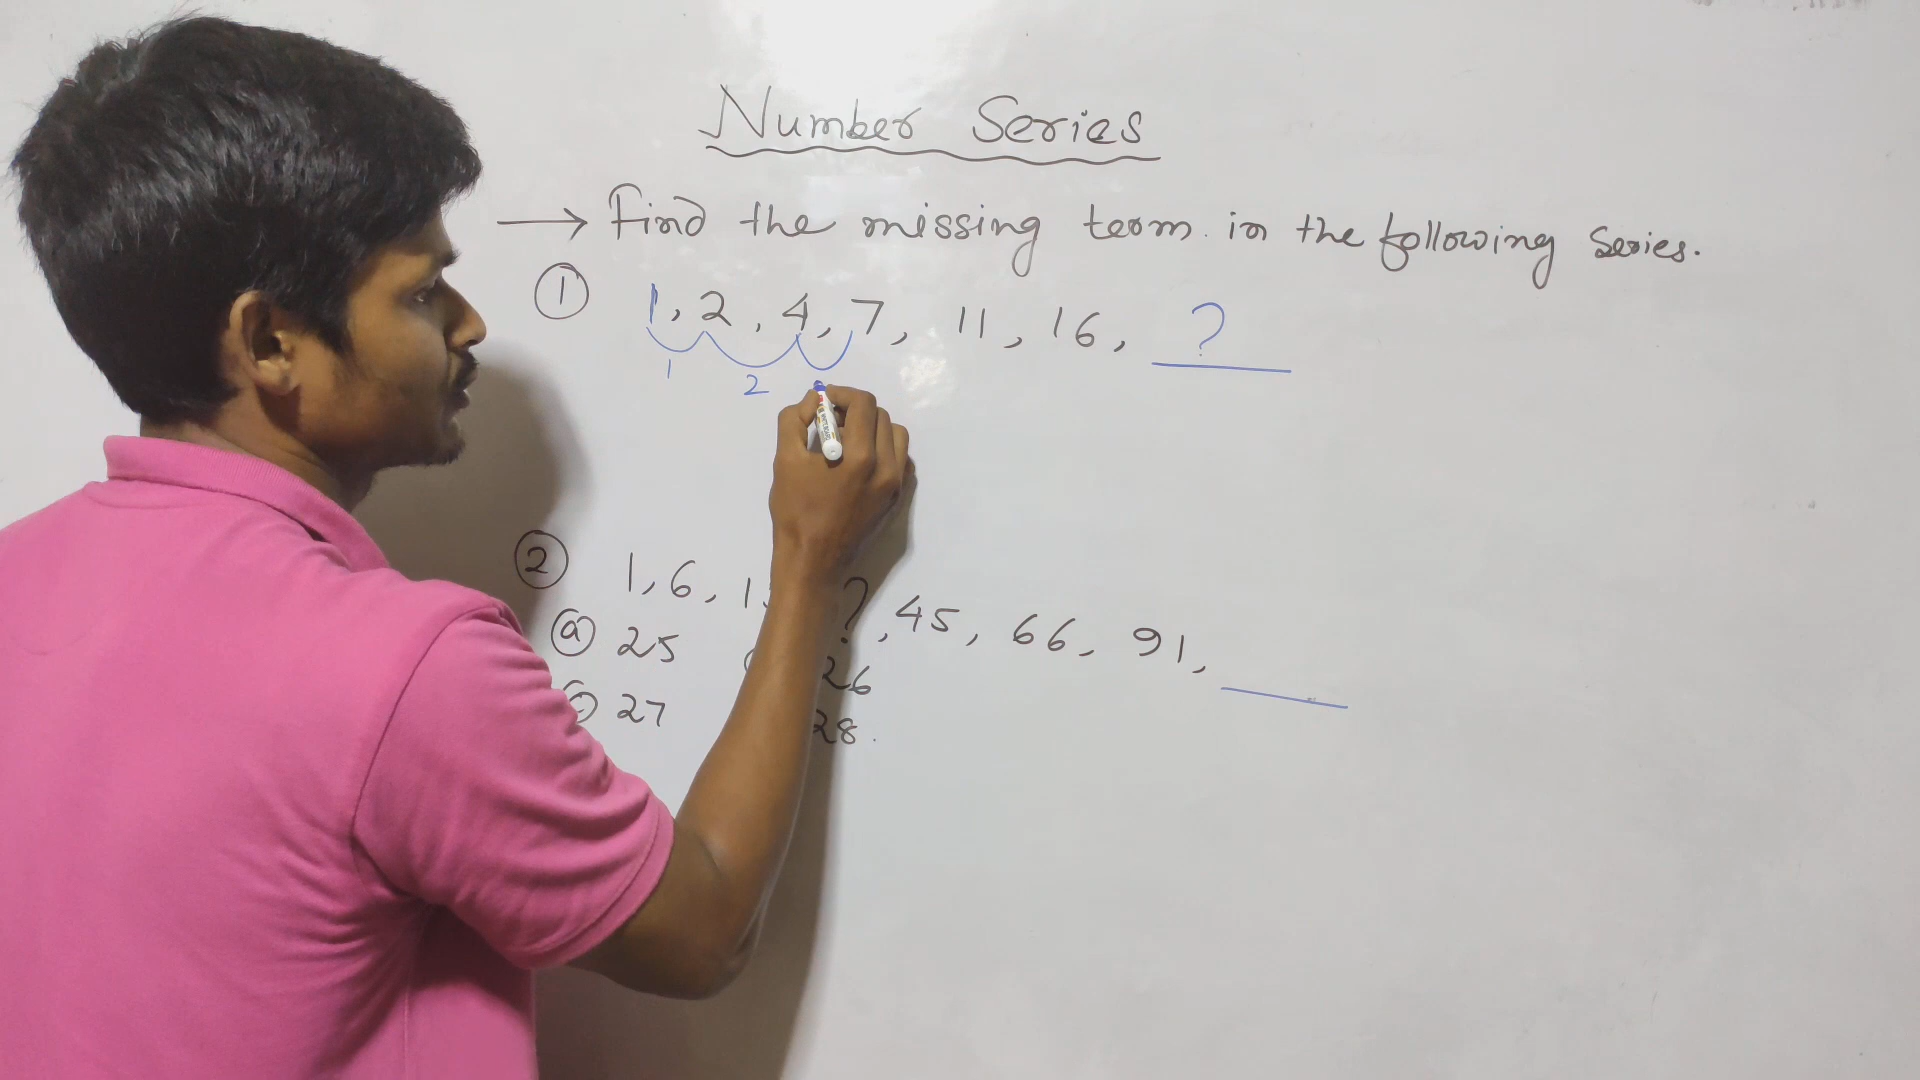 Number Series
→ Find the missing term in the following series.
① 1, 2, 4, 7, 11, 16, ?
1 2
② 1, 6, 1 ?, 45, 66, 91,
ⓐ 25 26
ⓒ 27 28.